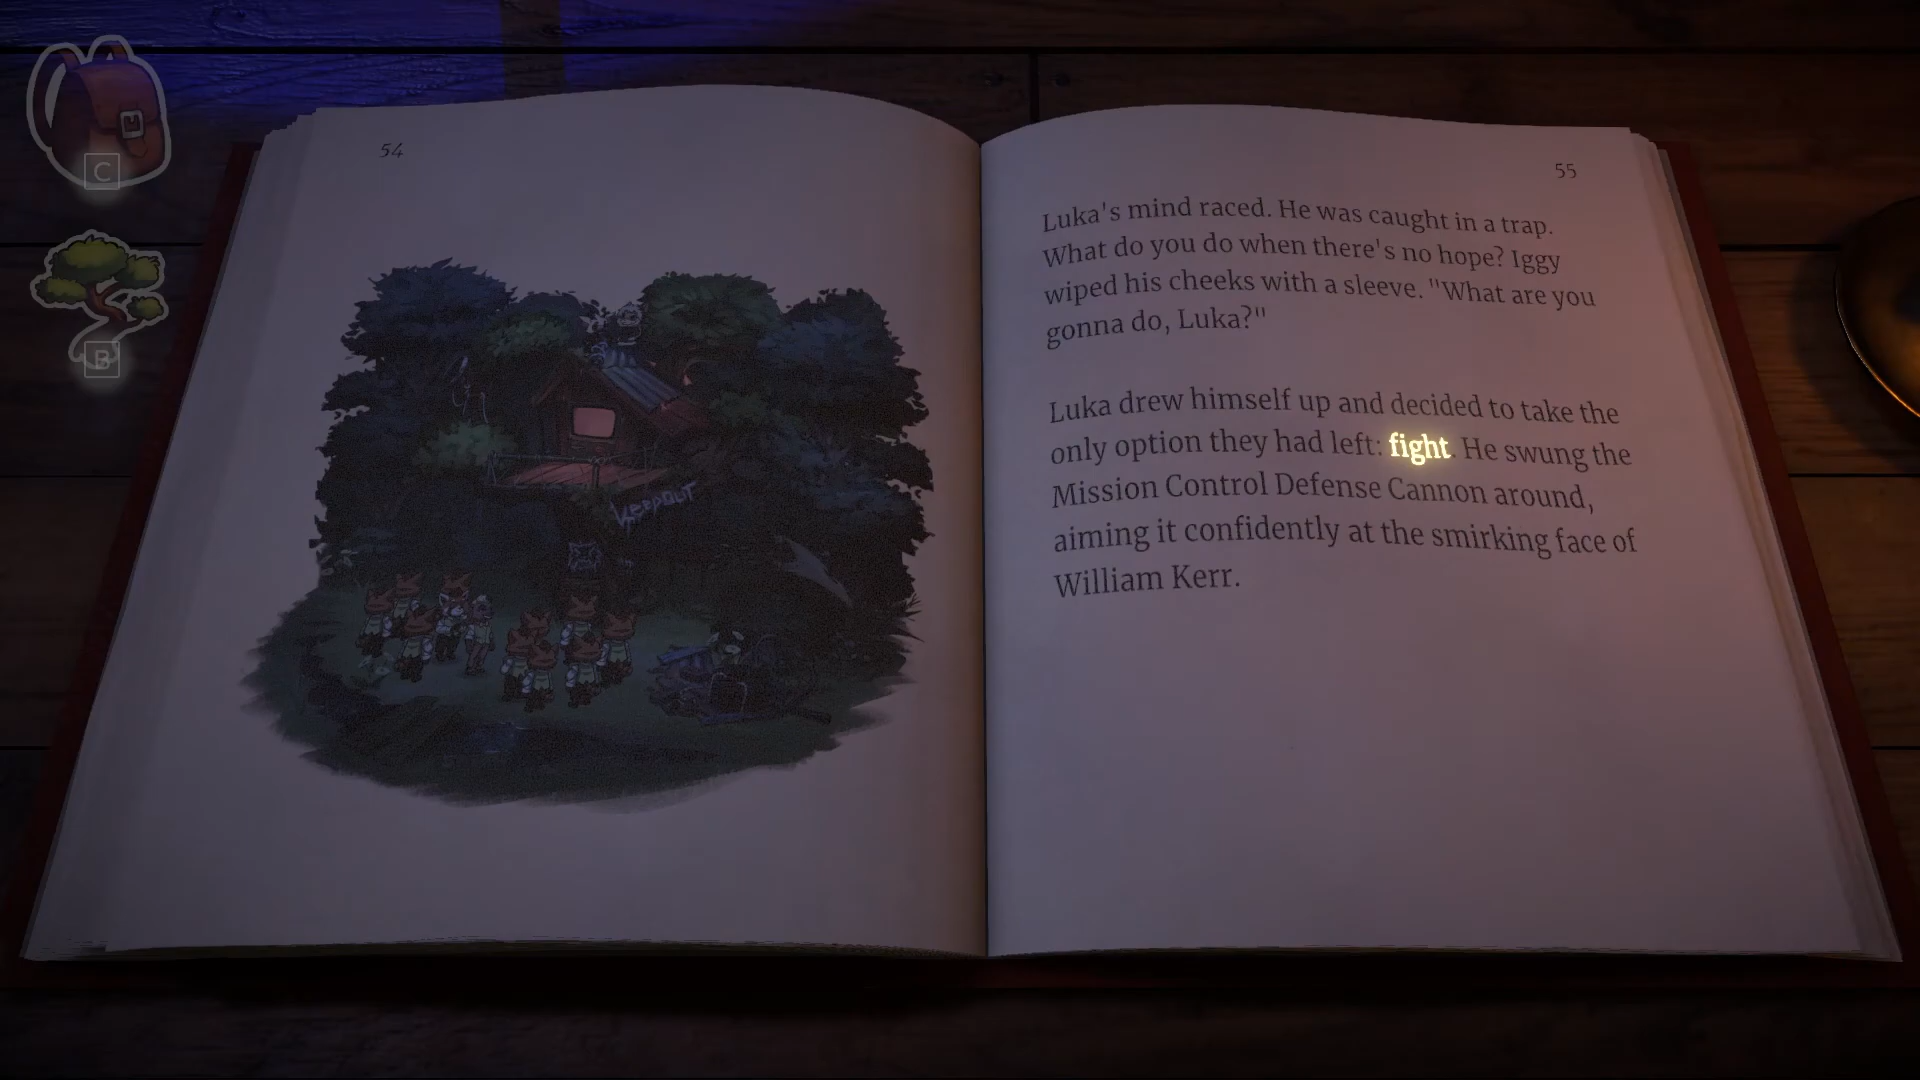 C
B
54
KEEPOUT
55
Luka's mind raced. He was caught in a trap.
What do you do when there's no hope? Iggy
wiped his cheeks with a sleeve. "What are you
gonna do, Luka?"
Luka drew himself up and decided to take the
only option they had left: fight. He swung the
Mission Control Defense Cannon around,
aiming it confidently at the smirking face of
William Kerr.